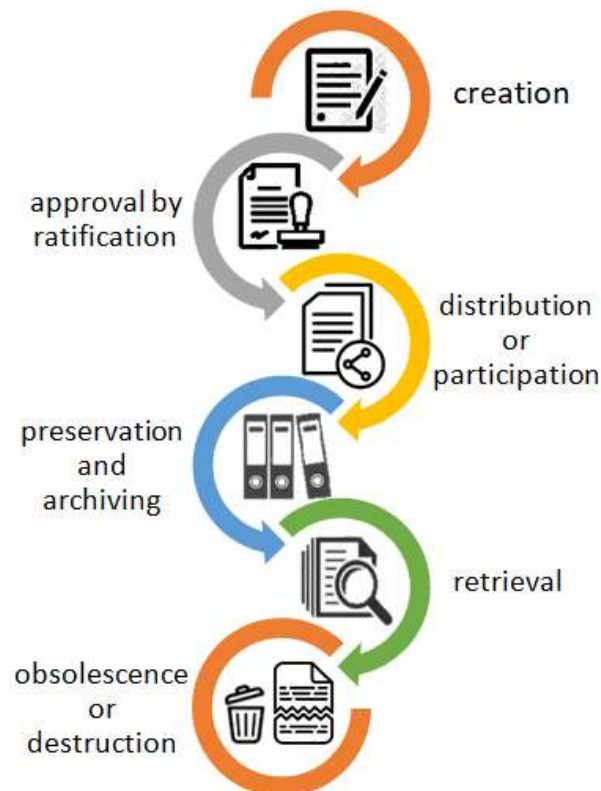 creation
approval by
ratification
distribution
or
participation
preservation
and
archiving
retrieval
obsolescence
or
destruction